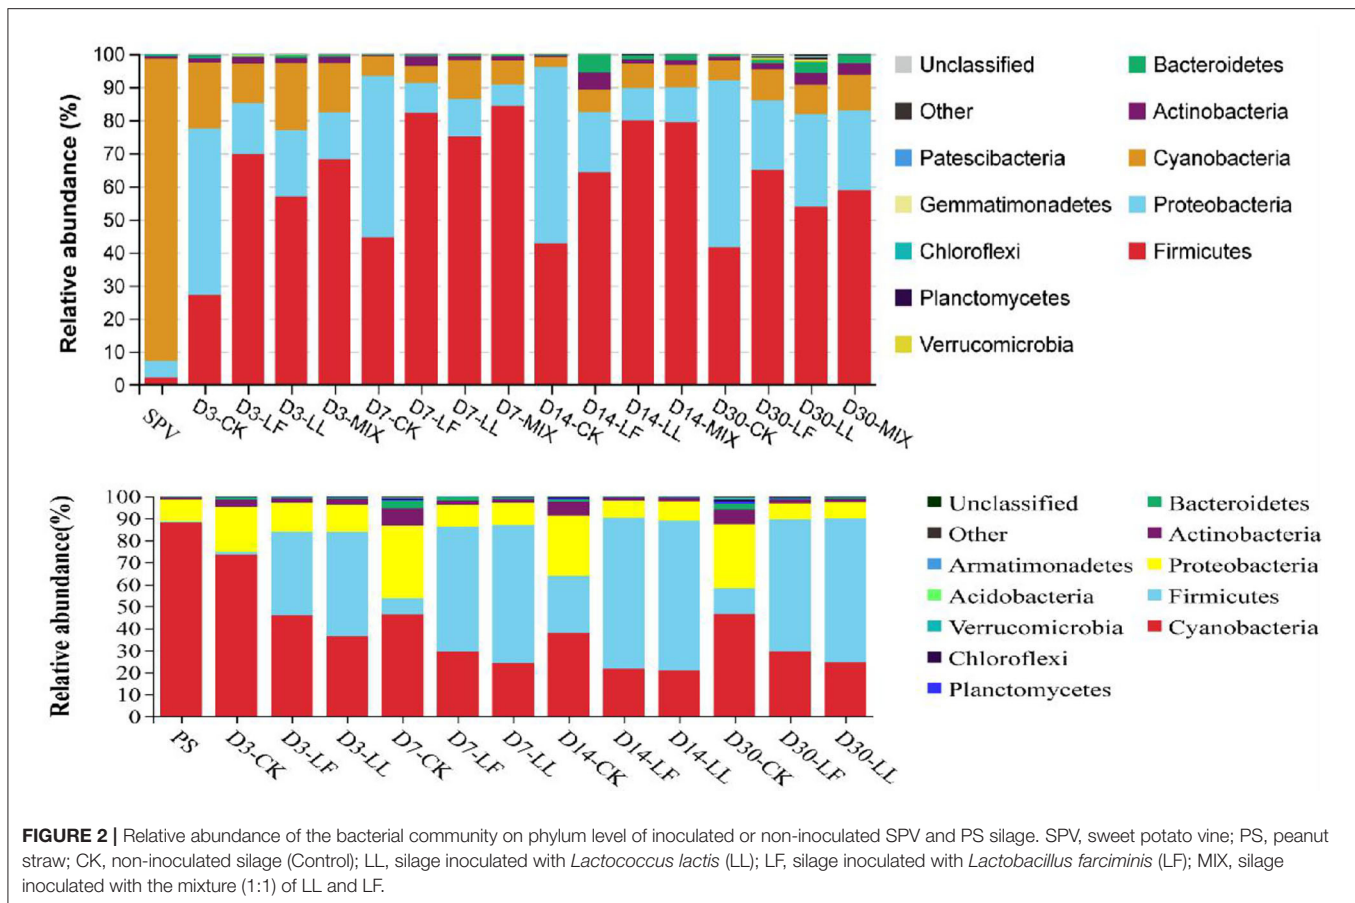 Relative abundance (%)
100
90
80
70
60
50
40
30
20
10
0
SPV
D3-CK
D3-LF
D3-LL
D3-MIX
D7-CK
D7-LF
D7-LL
D7-MIX
D14-CK
D14-LF
D14-LL
D14-MIX
D30-CK
D30-LF
D30-LL
D30-MIX
Unclassified
Other
Patescibacteria
Gemmatimonadetes
Chloroflexi
Planctomycetes
Verrucomicrobia
Bacteroidetes
Actinobacteria
Cyanobacteria
Proteobacteria
Firmicutes
Relative abundance(%)
100
90
80
70
60
50
40
30
20
10
0
PS
D3-CK
D3-LF
D3-LL
D7-CK
D7-LF
D7-LL
D14-CK
D14-LF
D14-LL
D30-CK
D30-LF
D30-LL
Unclassified
Other
Armatimonadetes
Acidobacteria
Verrucomicrobia
Chloroflexi
Planctomycetes
Bacteroidetes
Actinobacteria
Proteobacteria
Firmicutes
Cyanobacteria
FIGURE 2 | Relative abundance of the bacterial community on phylum level of inoculated or non-inoculated SPV and PS silage. SPV, sweet potato vine; PS, peanut
straw; CK, non-inoculated silage (Control); LL, silage inoculated with Lactococcus lactis (LL); LF, silage inoculated with Lactobacillus farciminis (LF); MIX, silage
inoculated with the mixture (1:1) of LL and LF.